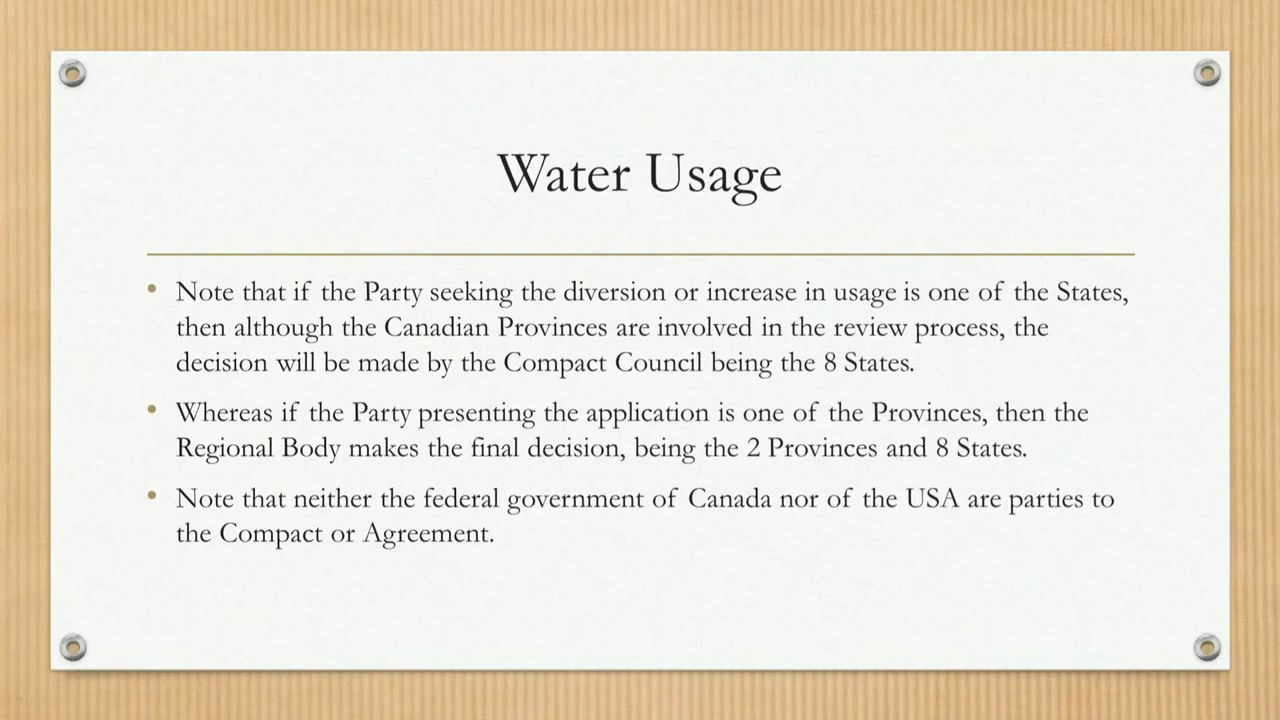 Water Usage
• Note that if the Party seeking the diversion or increase in usage is one of the States,
then although the Canadian Provinces are involved in the review process, the
decision will be made by the Compact Council being the 8 States.
• Whereas if the Party presenting the application is one of the Provinces, then the
Regional Body makes the final decision, being the 2 Provinces and 8 States.
• Note that neither the federal government of Canada nor of the USA are parties to
the Compact or Agreement.